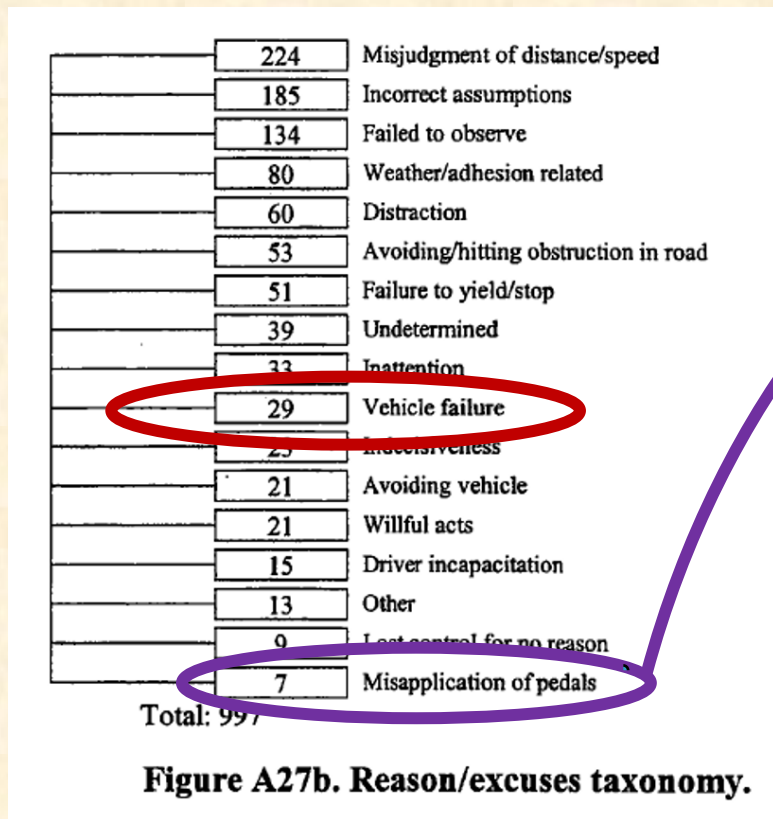 224 Misjudgment of distance/speed
185 Incorrect assumptions
134 Failed to observe
80 Weather/adhesion related
60 Distraction
53 Avoiding/hitting obstruction in road
51 Failure to yield/stop
39 Undetermined
33 Inattention
29 Vehicle failure
23 Indecisiveness
21 Avoiding vehicle
21 Willful acts
15 Driver incapacitation
13 Other
9 Lost control for no reason
7 Misapplication of pedals
Total: 997
Figure A27b. Reason/excuses taxonomy.